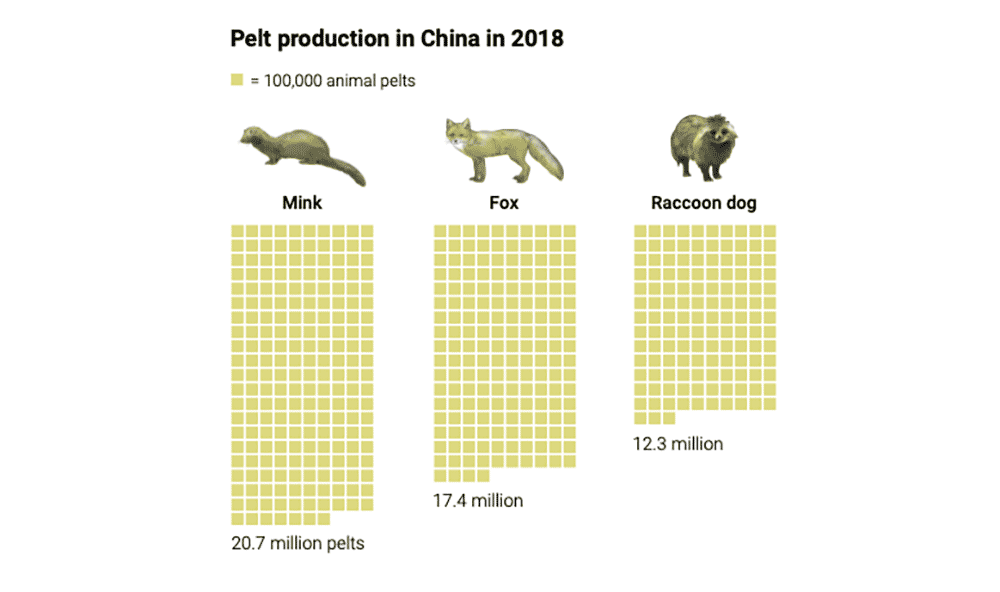 Pelt production in China in 2018
= 100,000 animal pelts
Mink
Fox
Raccoon dog
12.3 million
17.4 million
20.7 million pelts